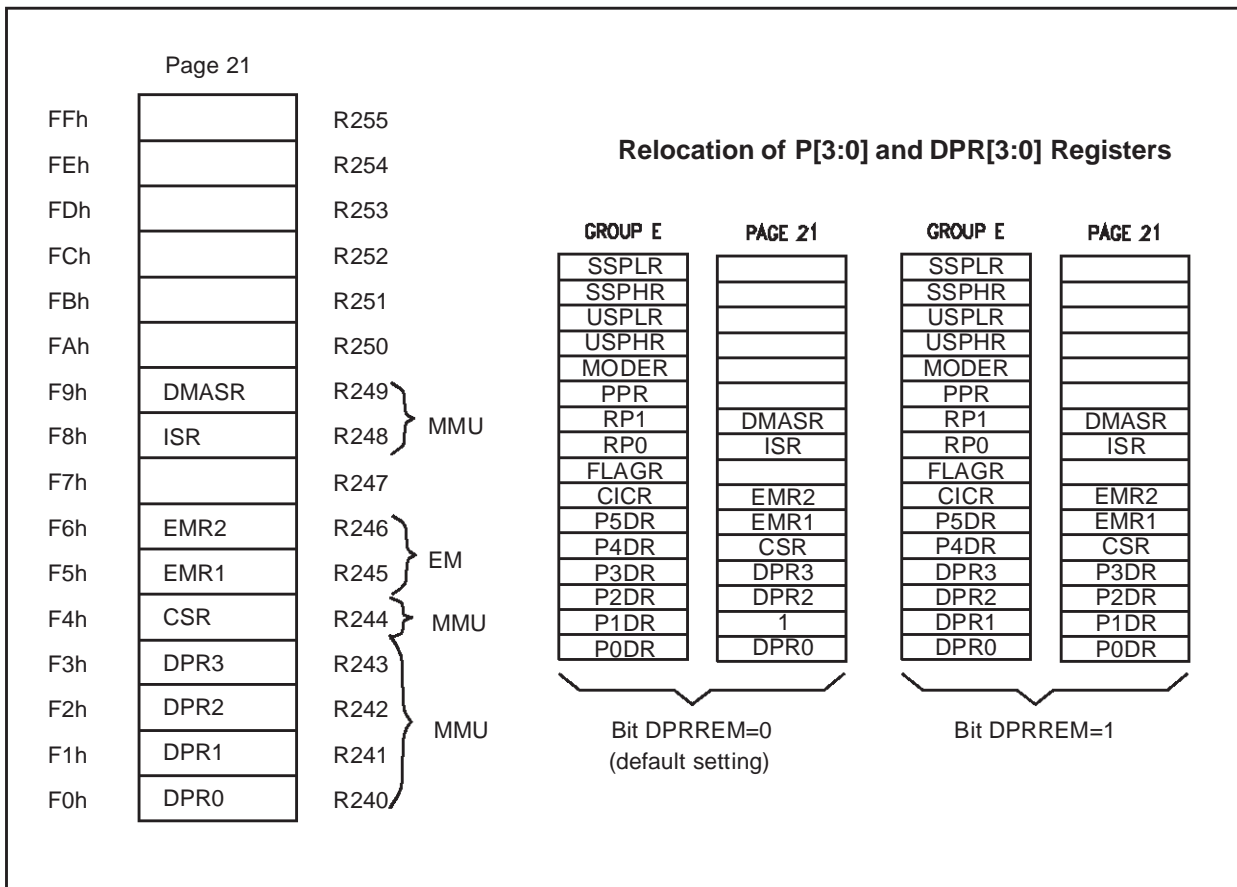 Page 21
FFh R255
FEh R254
FDh R253
FCh R252
FBh R251
FAh R250
F9h DMASR R249
MMU
F8h ISR R248
F7h R247
F6h EMR2 R246
EM
F5h EMR1 R245
F4h CSR R244 MMU
F3h DPR3 R243
F2h DPR2 R242
MMU
F1h DPR1 R241
F0h DPR0 R240
Relocation of P[3:0] and DPR[3:0] Registers
GROUP E PAGE 21 GROUP E PAGE 21
SSPLR SSPLR
SSPHR SSPHR
USPLR USPLR
USPHR USPHR
MODER MODER
PPR PPR
RP1 DMASR RP1 DMASR
RP0 ISR RP0 ISR
FLAGR FLAGR
CICR EMR2 CICR EMR2
P5DR EMR1 P5DR EMR1
P4DR CSR P4DR CSR
P3DR DPR3 DPR3 P3DR
P2DR DPR2 DPR2 P2DR
P1DR 1 DPR1 P1DR
P0DR DPR0 DPR0 P0DR
Bit DPRREM=0 Bit DPRREM=1
(default setting)